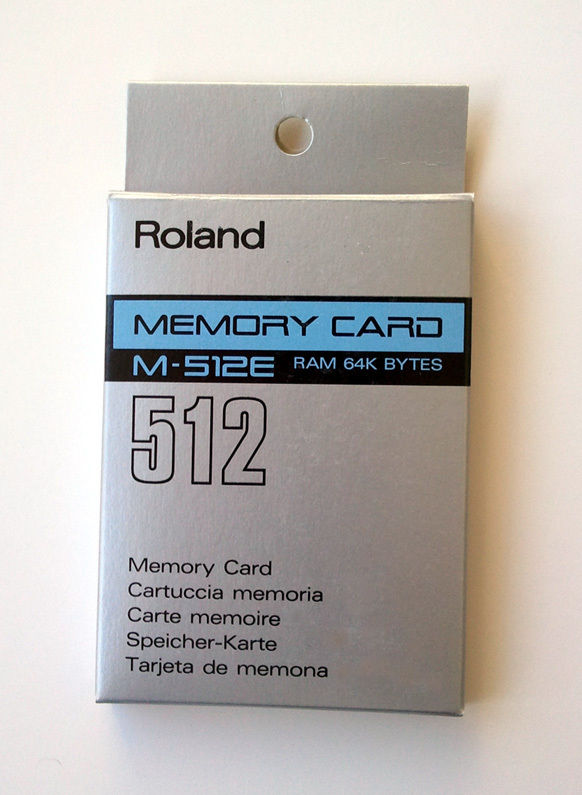 Roland
MEMORY CARD
M-512E RAM 64K BYTES
512
Memory Card
Cartuccia memoria
Carte memoire
Speicher-Karte
Tarjeta de memona